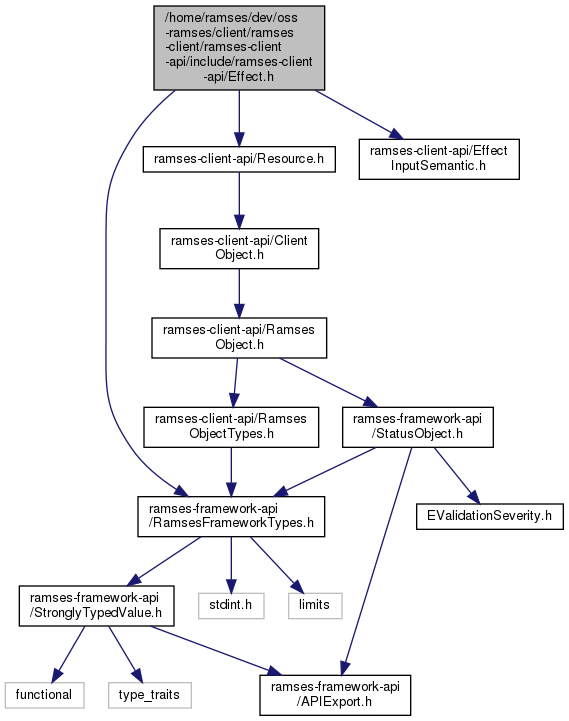 /home/ramses/dev/oss
-ramses/client/ramses
-client/ramses-client
-api/include/ramses-client
-api/Effect.h
ramses-client-api/Resource.h
ramses-client-api/Effect
InputSemantic.h
ramses-client-api/Client
Object.h
ramses-client-api/Ramses
Object.h
ramses-client-api/Ramses
ObjectTypes.h
ramses-framework-api
/StatusObject.h
ramses-framework-api
/RamsesFrameworkTypes.h
EValidationSeverity.h
ramses-framework-api
/StronglyTypedValue.h
stdint.h
limits
functional
type_traits
ramses-framework-api
/APIExport.h